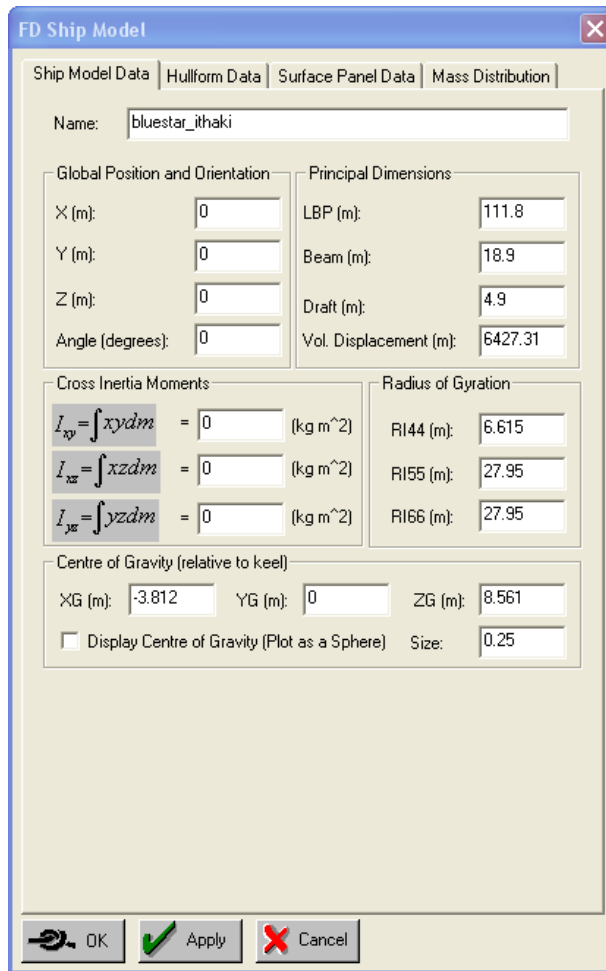 FD Ship Model
Ship Model Data Hullform Data Surface Panel Data Mass Distribution
Name: bluestar_ithaki
Global Position and Orientation
X (m): 0
Y (m): 0
Z (m): 0
Angle (degrees): 0
Principal Dimensions
LBP (m): 111.8
Beam (m): 18.9
Draft (m): 4.9
Vol. Displacement (m): 6427.31
Cross Inertia Moments
I_xy = ∫ xydm = 0 (kg m^2)
I_xz = ∫ xzdm = 0 (kg m^2)
I_yz = ∫ yzdm = 0 (kg m^2)
Radius of Gyration
RI44 (m): 6.615
RI55 (m): 27.95
RI66 (m): 27.95
Centre of Gravity (relative to keel)
XG (m): -3.812 YG (m): 0 ZG (m): 8.561
Display Centre of Gravity (Plot as a Sphere) Size: 0.25
OK Apply Cancel